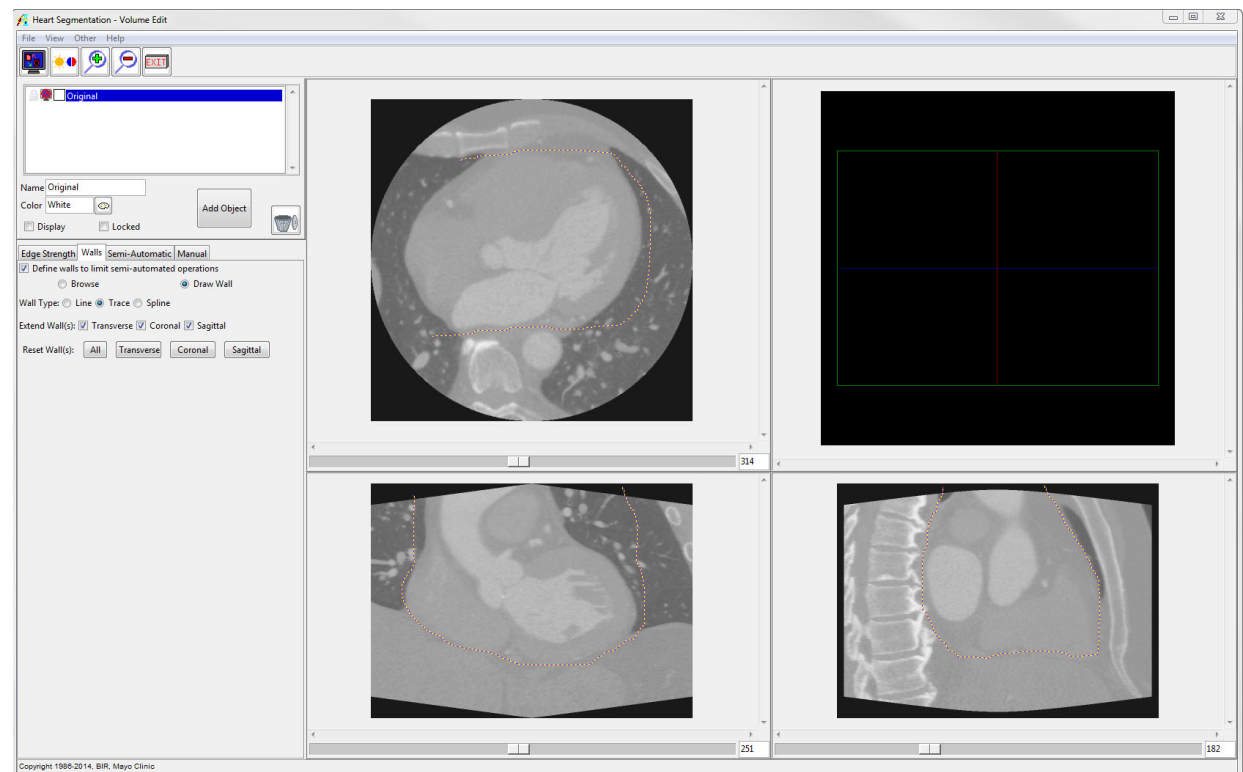 Heart Segmentation - Volume Edit
File View Other Help
EXIT
Original
Name Original
Color White
Add Object
Display Locked
Edge Strength Walls Semi-Automatic Manual
Define walls to limit semi-automated operations
Browse Draw Wall
Wall Type: Line Trace Spline
Extend Wall(s): Transverse Coronal Sagittal
Reset Wall(s): All Transverse Coronal Sagittal
314
251
182
Copyright 1986-2014, BIR, Mayo Clinic